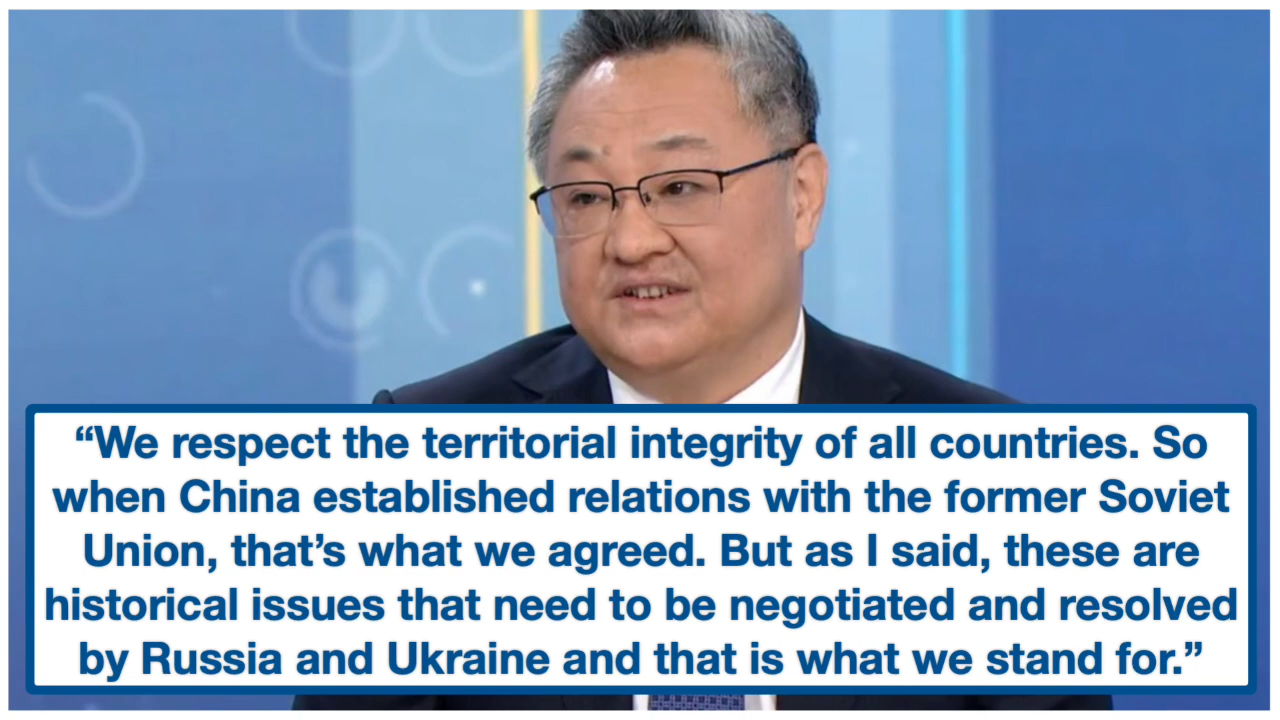 “We respect the territorial integrity of all countries. So
when China established relations with the former Soviet
Union, that’s what we agreed. But as I said, these are
historical issues that need to be negotiated and resolved
by Russia and Ukraine and that is what we stand for.”